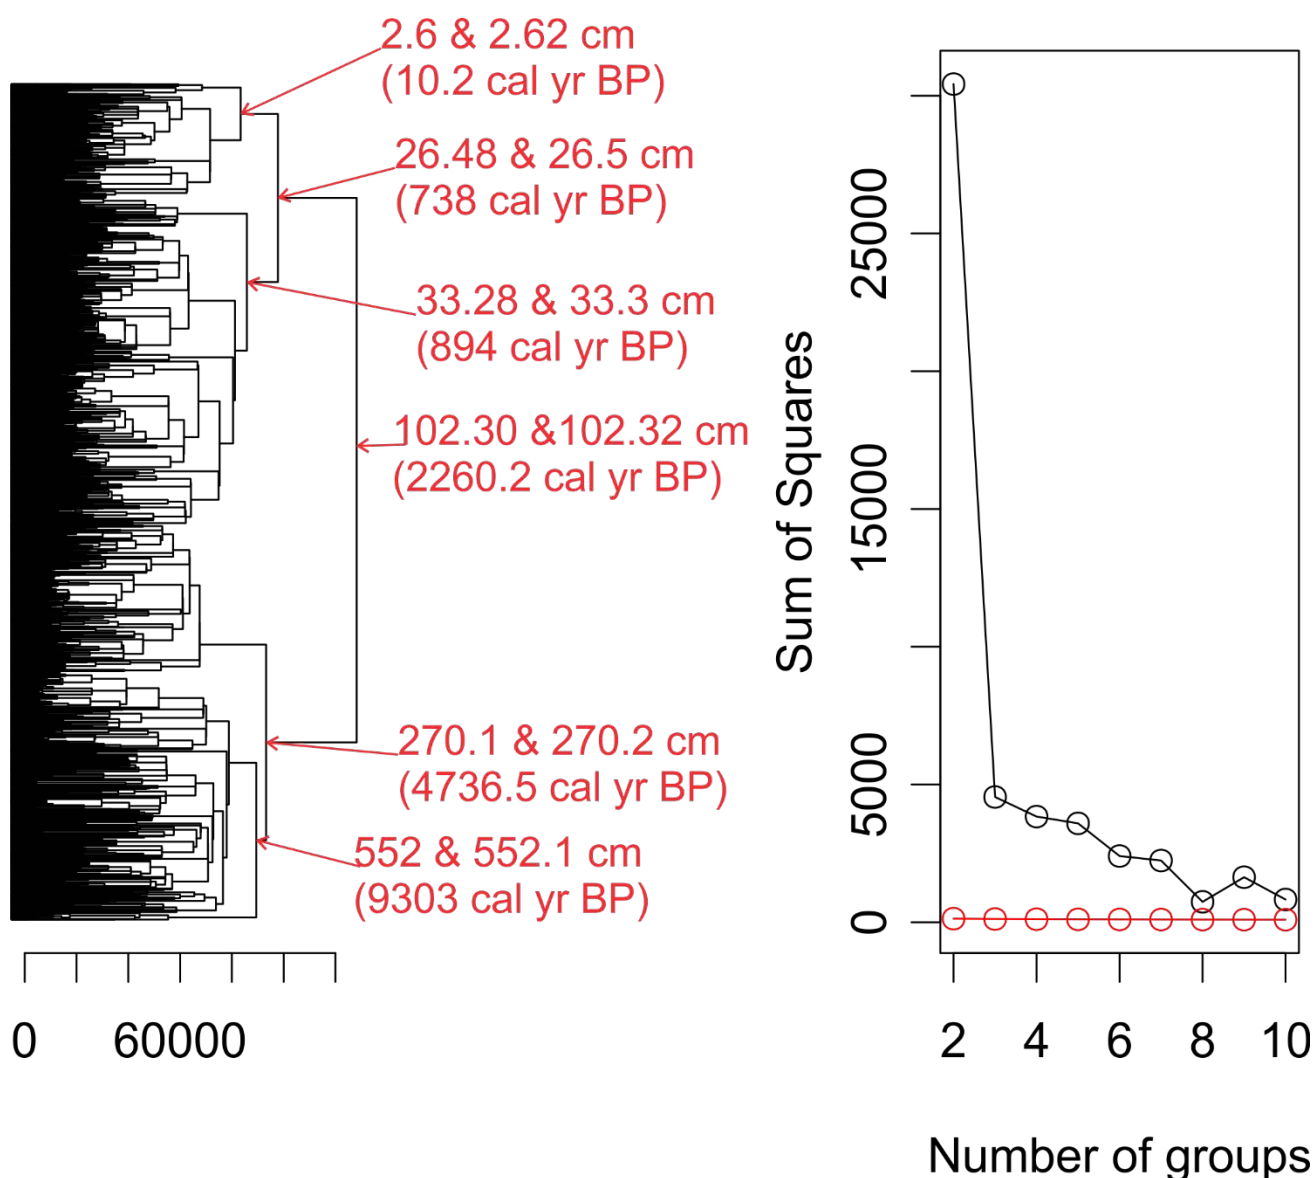 2.6 & 2.62 cm
(10.2 cal yr BP)
26.48 & 26.5 cm
(738 cal yr BP)
33.28 & 33.3 cm
(894 cal yr BP)
102.30 &102.32 cm
(2260.2 cal yr BP)
270.1 & 270.2 cm
(4736.5 cal yr BP)
552 & 552.1 cm
(9303 cal yr BP)
0 60000
Sum of Squares
25000
15000
5000
0
2 4 6 8 10
Number of groups